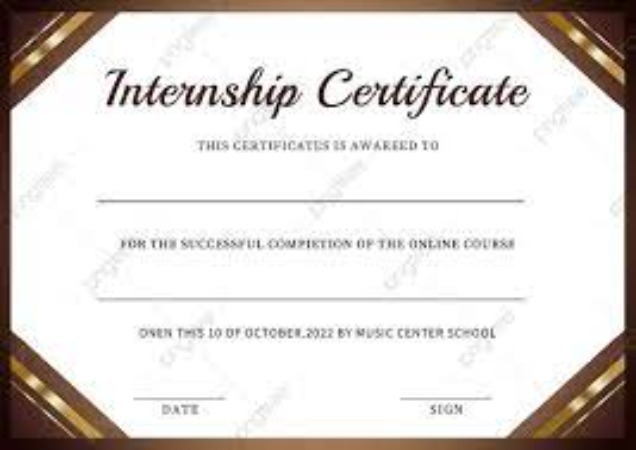 Internship Certificate
THIS CERTIFICATES IS AWAREED TO
FOR THE SUCCESSFUL COMPIETION OF THE ONLINE COURSE
ONEN THIS 10 OF OCTOBER,2022 BY MUSIC CENTER SCHOOL
DATE
SIGN
pngtree